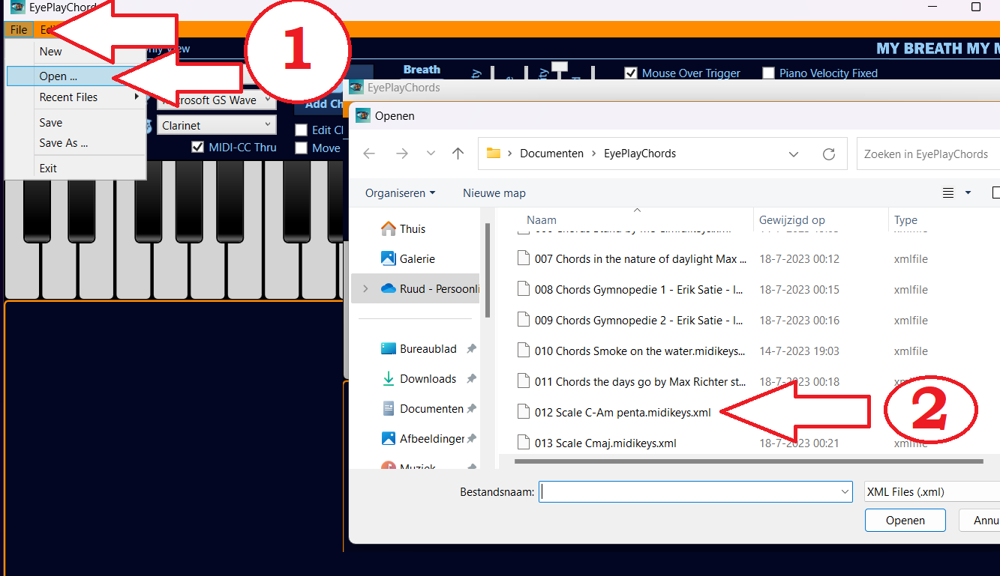 EyePlayChord
File Ed
New
Open ...
Recent Files
Save
Save As ...
Exit
only View
1
MY BREATH MY M
Breath
Mouse Over Trigger
Piano Velocity Fixed
crosoft GS Wave
Add Ch
Clarinet
Edit Cl
MIDI-CC Thru
Move
EyePlayChords
Openen
Documenten > EyePlayChords
Zoeken in EyePlayChords
Organiseren
Nieuwe map
Naam
Gewijzigd op
Type
Thuis
Galerie
Ruud - Persoonli
Bureaublad
Downloads
Documenten
Afbeeldinger
Muziek
007 Chords in the nature of daylight Max ... 18-7-2023 00:12 xmlfile
008 Chords Gymnopedie 1 - Erik Satie - I... 18-7-2023 00:15 xmlfile
009 Chords Gymnopedie 2 - Erik Satie - I... 18-7-2023 00:16 xmlfile
010 Chords Smoke on the water.midikeys... 14-7-2023 19:03 xmlfile
011 Chords the days go by Max Richter st... 18-7-2023 00:18
012 Scale C-Am penta.midikeys.xml
2
013 Scale Cmaj.midikeys.xml 18-7-2023 00:21 xmlfile
Bestandsnaam:
XML Files (.xml)
Openen
Annu